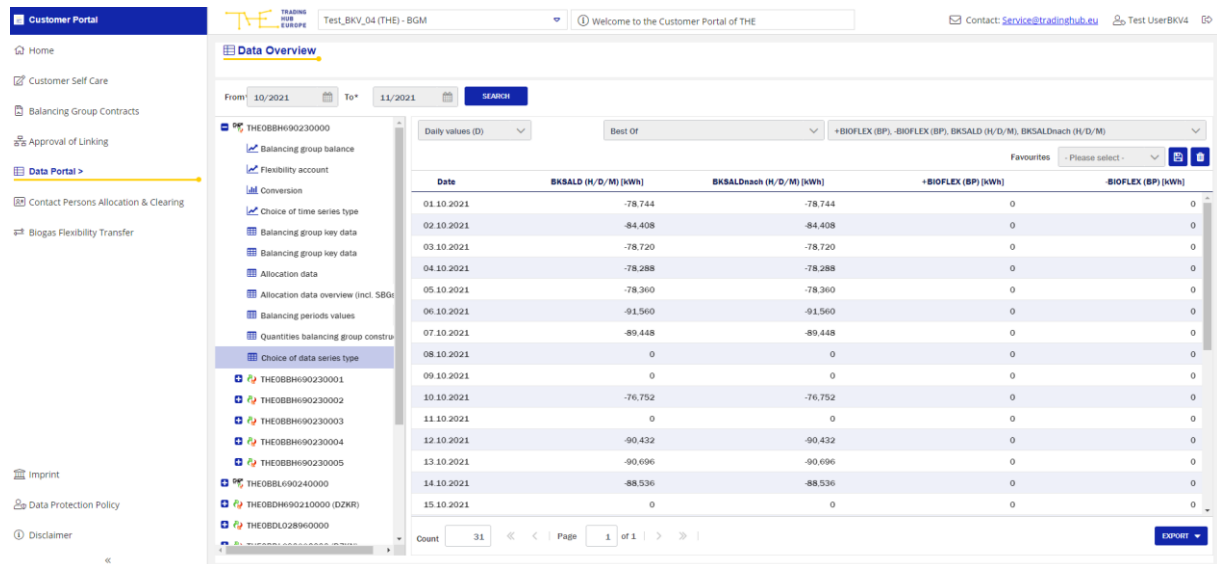 Customer Portal
TRADING
HUB
EUROPE
Test_BKV_04 (THE) - BGM
Welcome to the Customer Portal of THE
Contact: Service@tradinghub.eu
Test UserBKV4
Home
Customer Self Care
Balancing Group Contracts
Approval of Linking
Data Portal >
Contact Persons Allocation & Clearing
Biogas Flexibility Transfer
Imprint
Data Protection Policy
Disclaimer
«
Data Overview
From* 10/2021 To* 11/2021 SEARCH
THE0BBH690230000
Balancing group balance
Flexibility account
Conversion
Choice of time series type
Balancing group key data
Balancing group key data
Allocation data
Allocation data overview (incl. SBGs
Balancing periods values
Quantities balancing group constru
Choice of data series type
THE0BBH690230001
THE0BBH690230002
THE0BBH690230003
THE0BBH690230004
THE0BBH690230005
THE0BBL690240000
THE0BDH690210000 (DZKR)
THE0BDL028960000
Daily values (D) Best Of +BIOFLEX (BP), -BIOFLEX (BP), BKSALD (H/D/M), BKSALDnach (H/D/M)
Favourites - Please select -
Date BKSALD (H/D/M) [kWh] BKSALDnach (H/D/M) [kWh] +BIOFLEX (BP) [kWh] -BIOFLEX (BP) [kWh]
01.10.2021 -78,744 -78,744 0 0
02.10.2021 -84,408 -84,408 0 0
03.10.2021 -78,720 -78,720 0 0
04.10.2021 -78,288 -78,288 0 0
05.10.2021 -78,360 -78,360 0 0
06.10.2021 -91,560 -91,560 0 0
07.10.2021 -89,448 -89,448 0 0
08.10.2021 0 0 0 0
09.10.2021 0 0 0 0
10.10.2021 -76,752 -76,752 0 0
11.10.2021 0 0 0 0
12.10.2021 -90,432 -90,432 0 0
13.10.2021 -90,696 -90,696 0 0
14.10.2021 -88,536 -88,536 0 0
15.10.2021 0 0 0 0
Count 31 Page 1 of 1 EXPORT